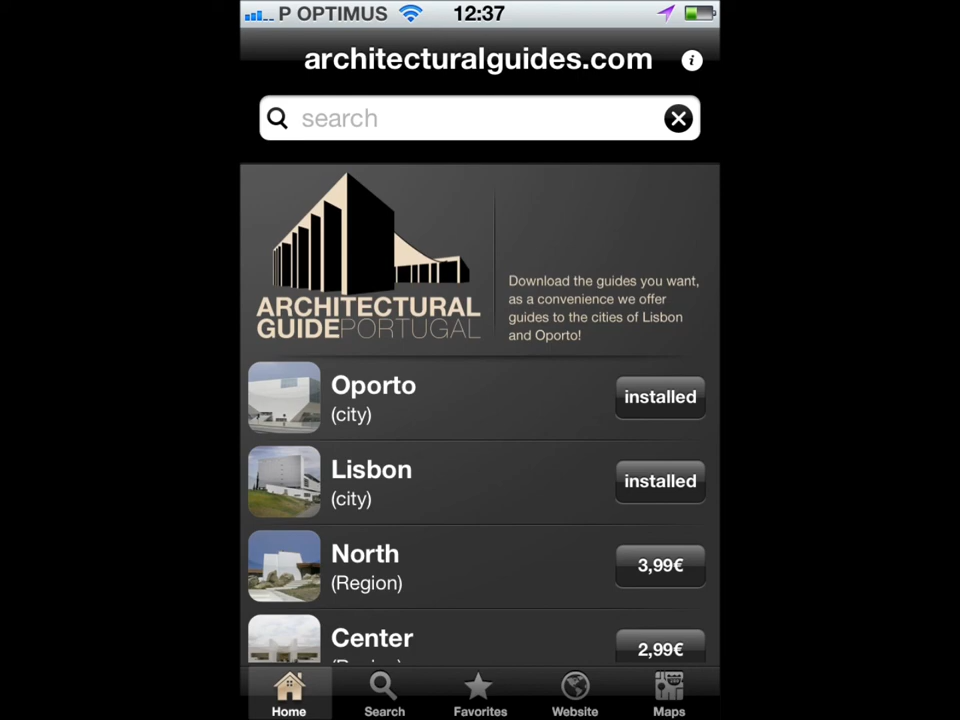 P OPTIMUS 12:37
architecturalguides.com i
search
ARCHITECTURAL
GUIDEPORTUGAL
Download the guides you want,
as a convenience we offer
guides to the cities of Lisbon
and Oporto!
Oporto
(city)
installed
Lisbon
(city)
installed
North
(Region)
3,99€
Center
(Region)
2,99€
Home Search Favorites Website Maps